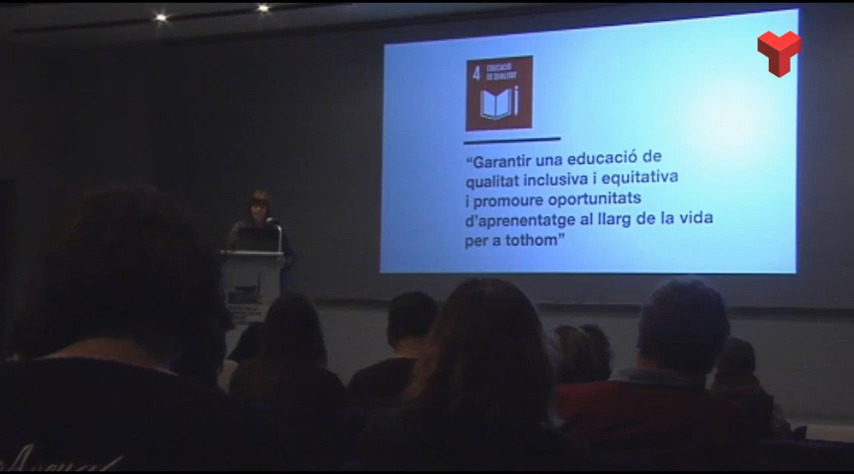 4 EDUCACIÓ
DE QUALITAT
“Garantir una educació de
qualitat inclusiva i equitativa
i promoure oportunitats
d’aprenentatge al llarg de la vida
per a tothom”